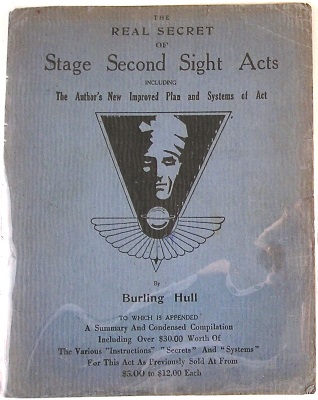 THE
REAL SECRET
OF
Stage Second Sight Acts
INCLUDING
The Author's New Improved Plan and Systems of Act
By
Burling Hull
TO WHICH IS APPENDED
A Summary And Condensed Compilation
Including Over $30.00 Worth Of
The Various "Instructions" "Secrets" And "Systems"
For This Act As Previously Sold At From
$5.00 to $12.00 Each